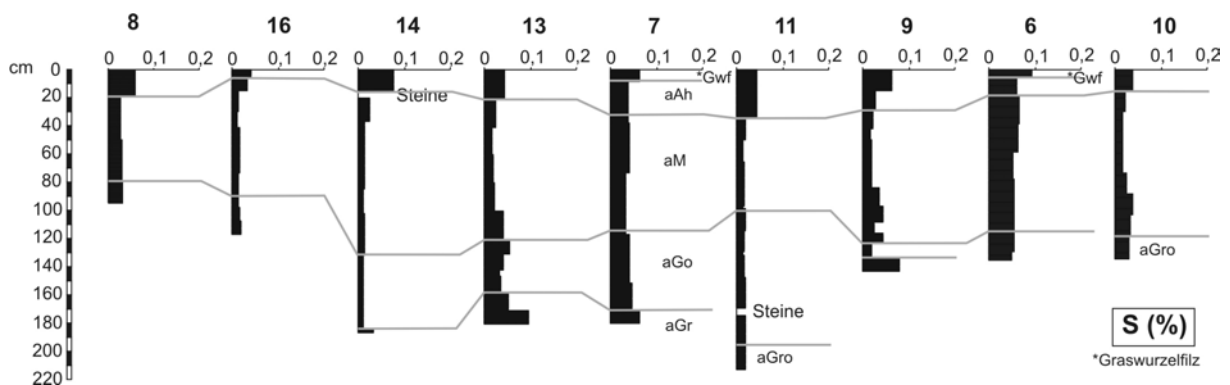 8 16 14 13 7 11 9 6 10
0 0,1 0,2 0 0,1 0,2 0 0,1 0,2 0 0,1 0,2 0 0,1 0,2 0 0,1 0,2 0 0,1 0,2 0 0,1 0,2 0 0,1 0,2
cm 0
*Gwf *Gwf
20 Steine aAh
40
60 aM
80
100
120
aGro
140 aGo
160
Steine
180 aGr
S (%)
200 aGro
*Graswurzelfilz
220